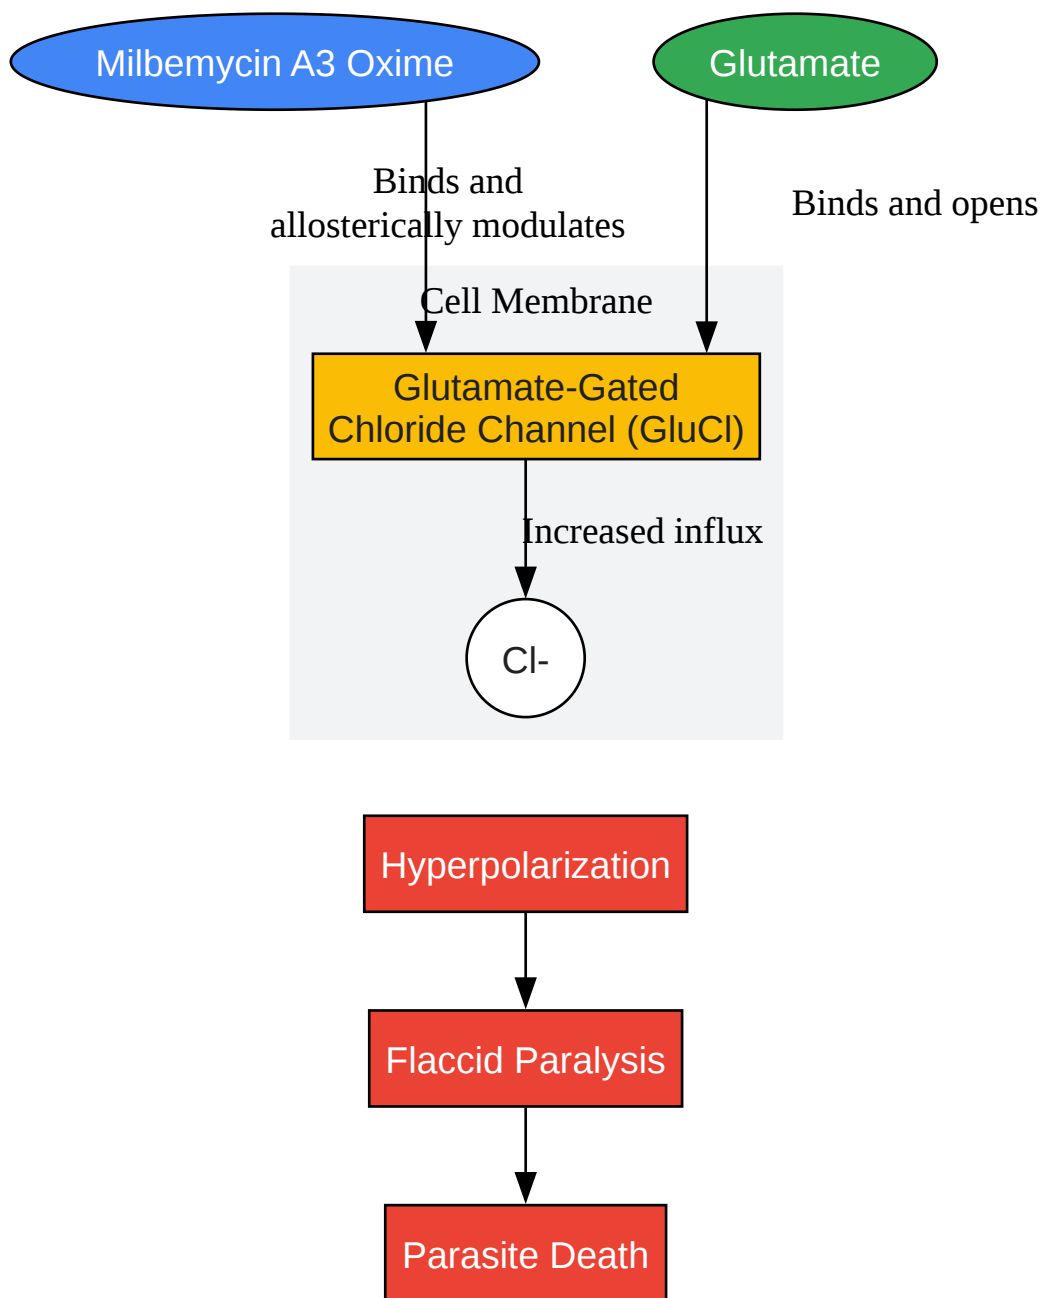 Milbemycin A3 Oxime
Glutamate
Binds and
allosterically modulates
Binds and opens
Cell Membrane
Glutamate-Gated
Chloride Channel (GluCl)
Increased influx
Cl-
Hyperpolarization
Flaccid Paralysis
Parasite Death